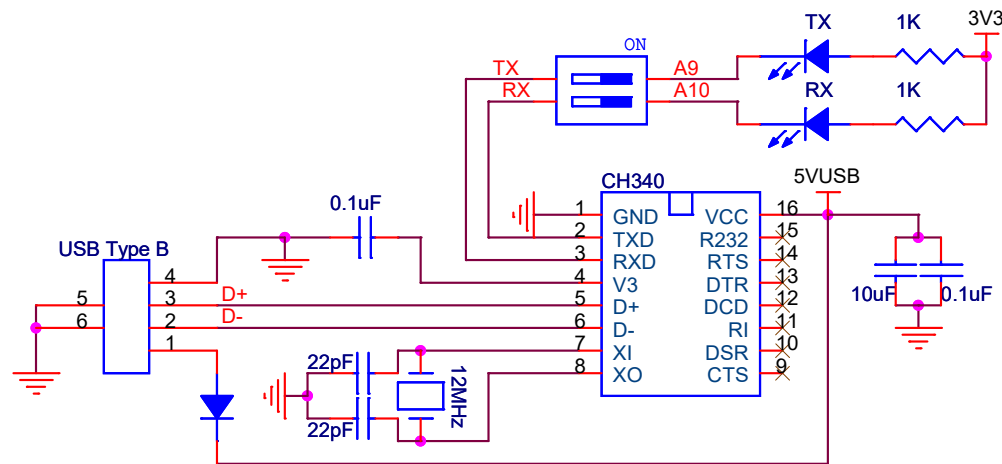 TX 1K 3V3
ON
TX A9
RX A10
RX 1K
CH340 5VUSB
0.1uF
1 GND VCC 16
USB Type B 2 TXD R232 15
3 RXD RTS 14
4 4 V3 DTR 13
5 3 D+ 5 D+ DCD 12 10uF 0.1uF
6 2 D- 6 D- RI 11
1 7 XI DSR 10
22pF 12MHz 8 XO CTS 9
22pF